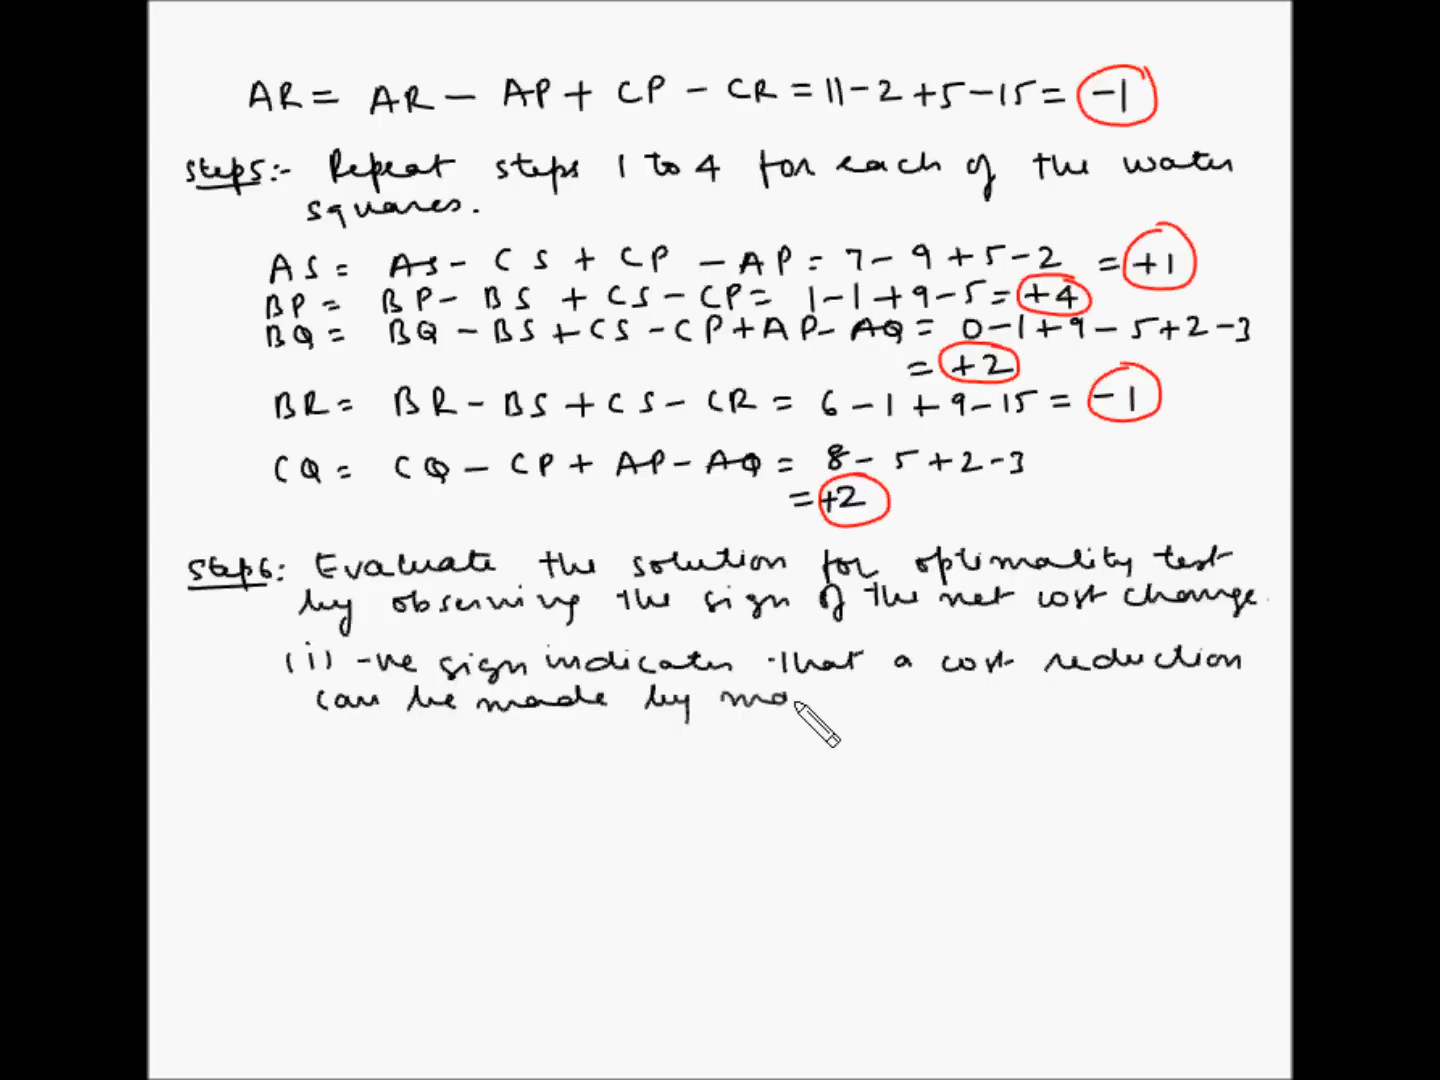 AR = AR - AP + CP - CR = 11 - 2 + 5 - 15 = -1
Step5:- Repeat steps 1 to 4 for each of the water
squares.
AS = AS - CS + CP - AP = 7 - 9 + 5 - 2 = +1
BP = BP - BS + CS - CP = 1 - 1 + 9 - 5 = +4
BQ = BQ - BS + CS - CP + AP - AQ = 0 - 1 + 9 - 5 + 2 - 3
= +2
BR = BR - BS + CS - CR = 6 - 1 + 9 - 15 = -1
CQ = CQ - CP + AP - AQ = 8 - 5 + 2 - 3
= +2
Step6: Evaluate the solution for optimality test
by observing the sign of the net cost change.
(i) -ve sign indicates that a cost reduction
can be made by mo